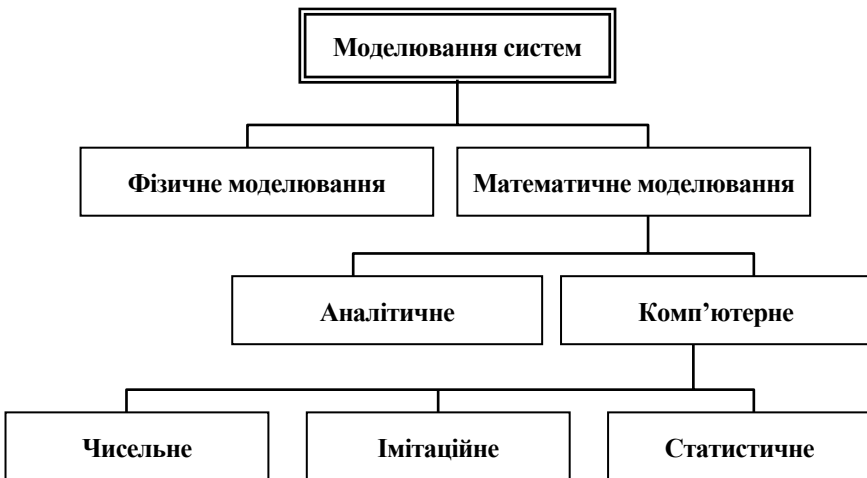 Моделювання систем
Фізичне моделювання
Математичне моделювання
Аналітичне
Комп’ютерне
Чисельне
Імітаційне
Статистичне